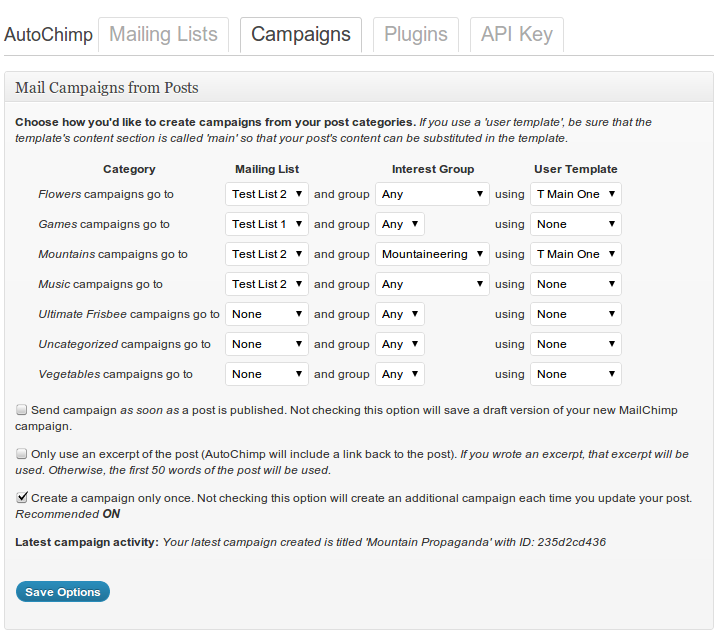 AutoChimp Mailing Lists Campaigns Plugins API Key
Mail Campaigns from Posts
Choose how you'd like to create campaigns from your post categories. If you use a 'user template', be sure that the
template's content section is called 'main' so that your post's content can be substituted in the template.
Category Mailing List Interest Group User Template
Flowers campaigns go to Test List 2 and group Any using T Main One
Games campaigns go to Test List 1 and group Any using None
Mountains campaigns go to Test List 2 and group Mountaineering using T Main One
Music campaigns go to Test List 2 and group Any using None
Ultimate Frisbee campaigns go to None and group Any using None
Uncategorized campaigns go to None and group Any using None
Vegetables campaigns go to None and group Any using None
Send campaign as soon as a post is published. Not checking this option will save a draft version of your new MailChimp
campaign.
Only use an excerpt of the post (AutoChimp will include a link back to the post). If you wrote an excerpt, that excerpt will be
used. Otherwise, the first 50 words of the post will be used.
Create a campaign only once. Not checking this option will create an additional campaign each time you update your post.
Recommended ON
Latest campaign activity: Your latest campaign created is titled 'Mountain Propaganda' with ID: 235d2cd436
Save Options